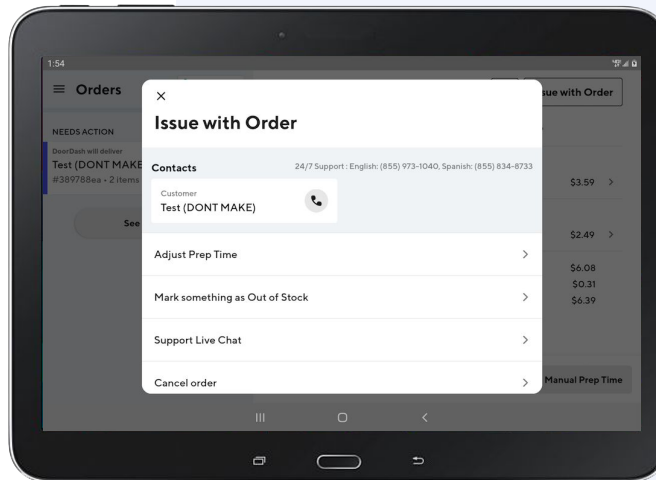 1:54
Orders
sue with Order
Issue with Order
NEEDS ACTION
DoorDash will deliver
Test (DONT MAKE
#389788ea • 2 items
See
Contacts
24/7 Support : English: (855) 973-1040, Spanish: (855) 834-8733
Customer
Test (DONT MAKE)
$3.59
$2.49
Adjust Prep Time
$6.08
$0.31
Mark something as Out of Stock
$6.39
Support Live Chat
Cancel order
Manual Prep Time